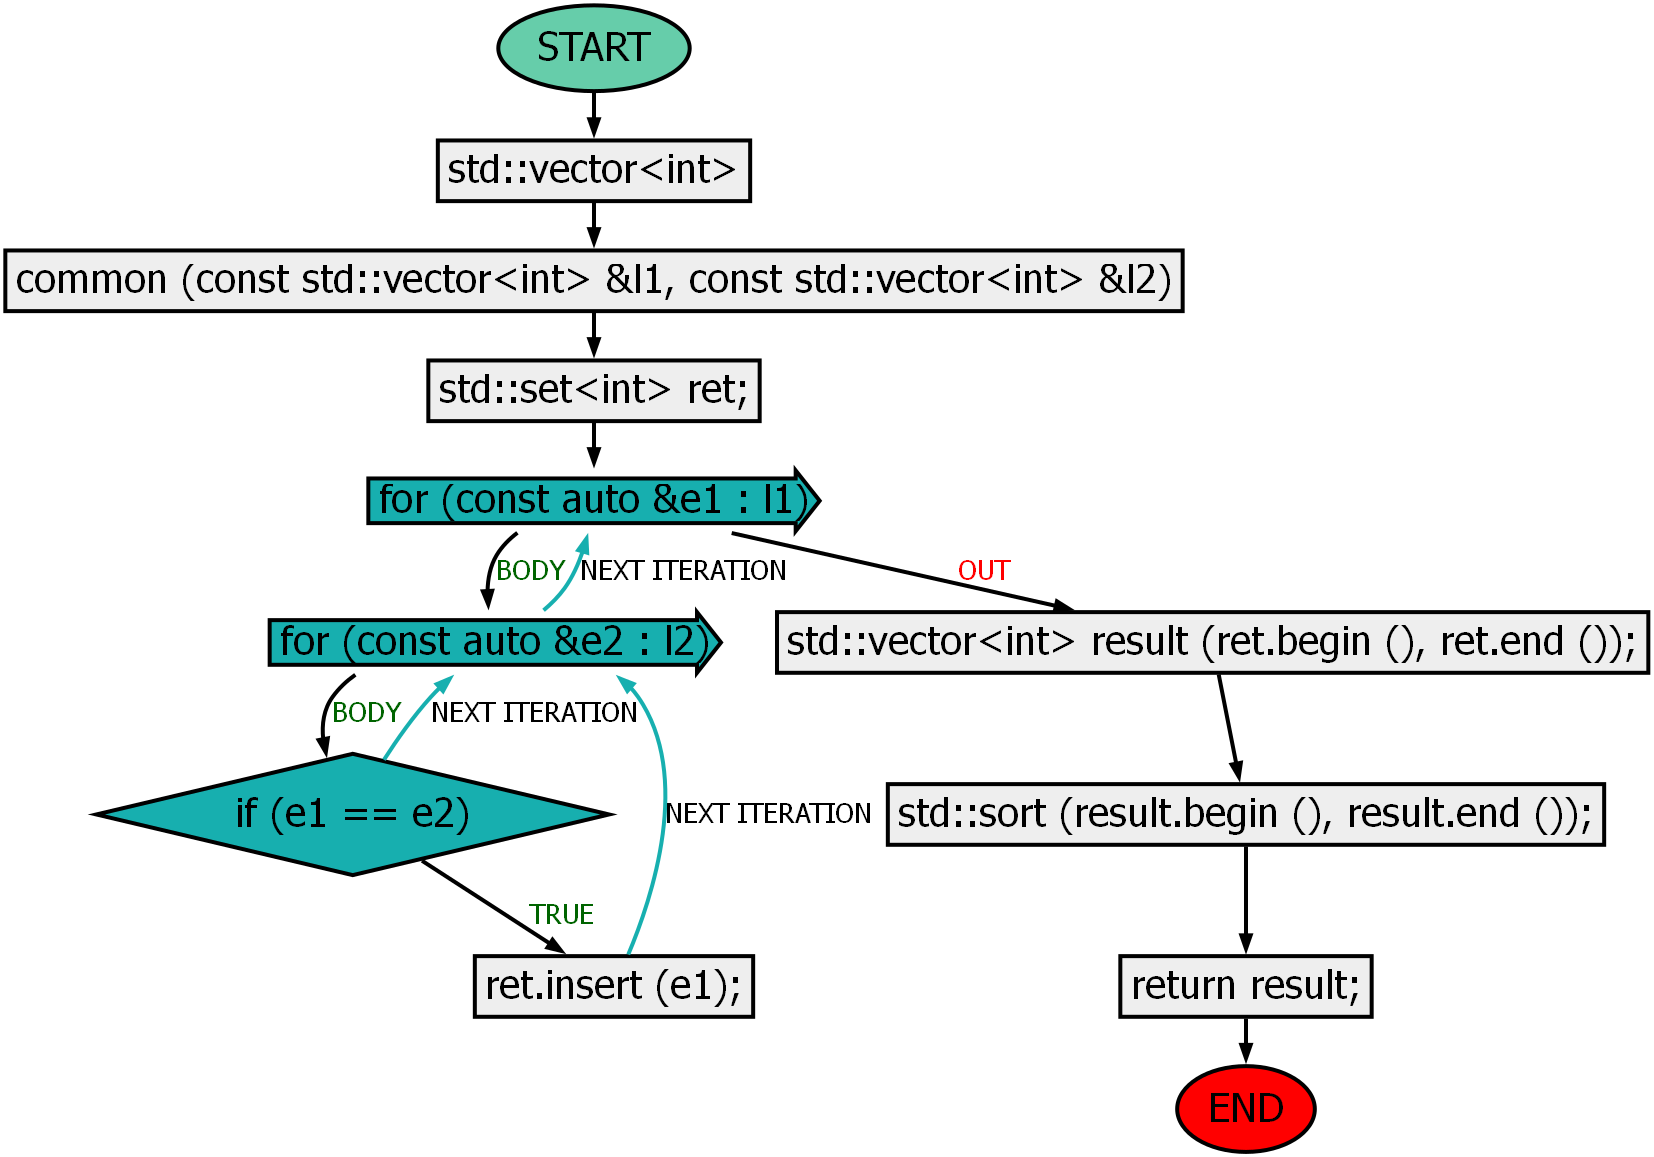 START
std::vector<int>
common (const std::vector<int> &l1, const std::vector<int> &l2)
std::set<int> ret;
for (const auto &e1 : l1)
BODY
NEXT ITERATION
OUT
for (const auto &e2 : l2)
std::vector<int> result (ret.begin (), ret.end ());
BODY
NEXT ITERATION
if (e1 == e2)
NEXT ITERATION
std::sort (result.begin (), result.end ());
TRUE
ret.insert (e1);
return result;
END